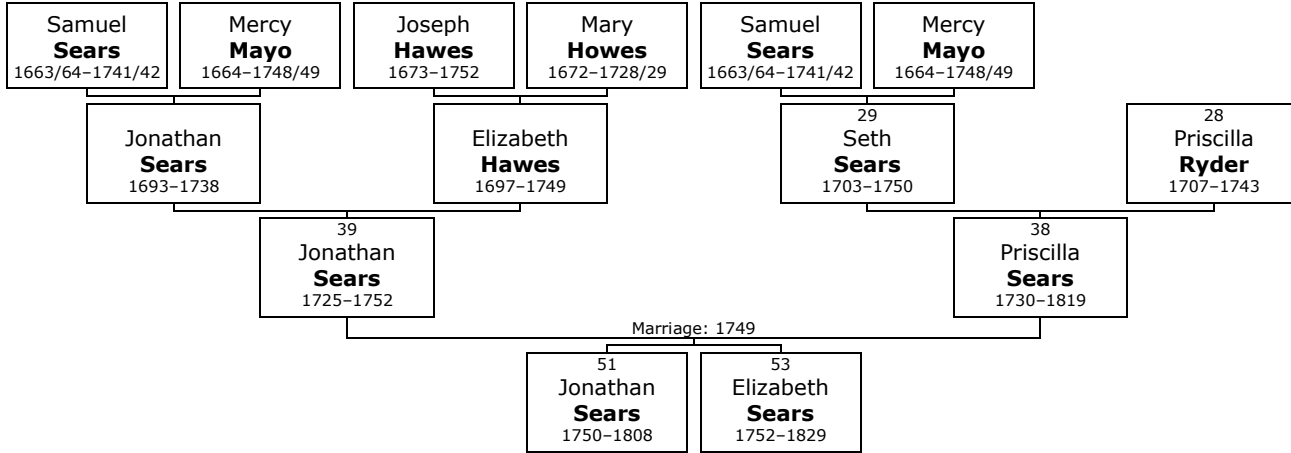 Samuel
Sears
1663/64–1741/42
Mercy
Mayo
1664–1748/49
Joseph
Hawes
1673–1752
Mary
Howes
1672–1728/29
Samuel
Sears
1663/64–1741/42
Mercy
Mayo
1664–1748/49
Jonathan
Sears
1693–1738
Elizabeth
Hawes
1697–1749
29
Seth
Sears
1703–1750
28
Priscilla
Ryder
1707–1743
39
Jonathan
Sears
1725–1752
38
Priscilla
Sears
1730–1819
Marriage: 1749
51
Jonathan
Sears
1750–1808
53
Elizabeth
Sears
1752–1829